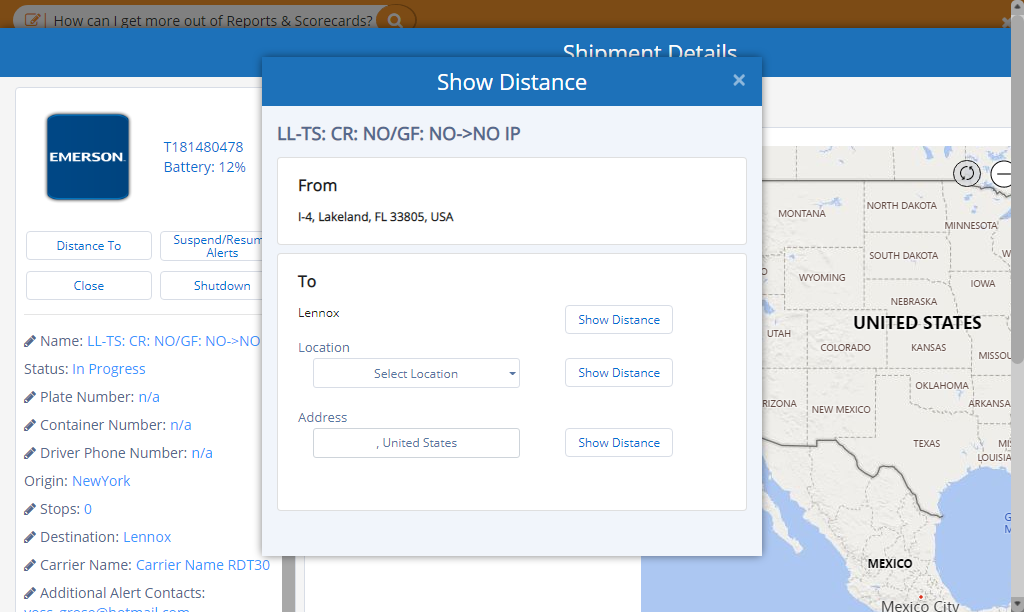 How can I get more out of Reports & Scorecards?
Shipment Details
Show Distance
×
LL-TS: CR: NO/GF: NO->NO IP
From
I-4, Lakeland, FL 33805, USA
To
Lennox
Show Distance
Location
Select Location
Show Distance
Address
, United States
Show Distance
EMERSON.
T181480478
Battery: 12%
Distance To
Suspend/Resum
Alerts
Close
Shutdown
Name: LL-TS: CR: NO/GF: NO->NO
Status: In Progress
Plate Number: n/a
Container Number: n/a
Driver Phone Number: n/a
Origin: NewYork
Stops: 0
Destination: Lennox
Carrier Name: Carrier Name RDT30
Additional Alert Contacts:
MONTANA
NORTH DAKOTA
MINNESOTA
SOUTH DAKOTA
WYOMING
IOWA
NEBRASKA
UNITED STATES
UTAH
COLORADO
KANSAS
MISSOU
OKLAHOMA
RIZONA
NEW MEXICO
ARKANSA
TEXAS
MIS
LOUISIA
MEXICO
Mexico City